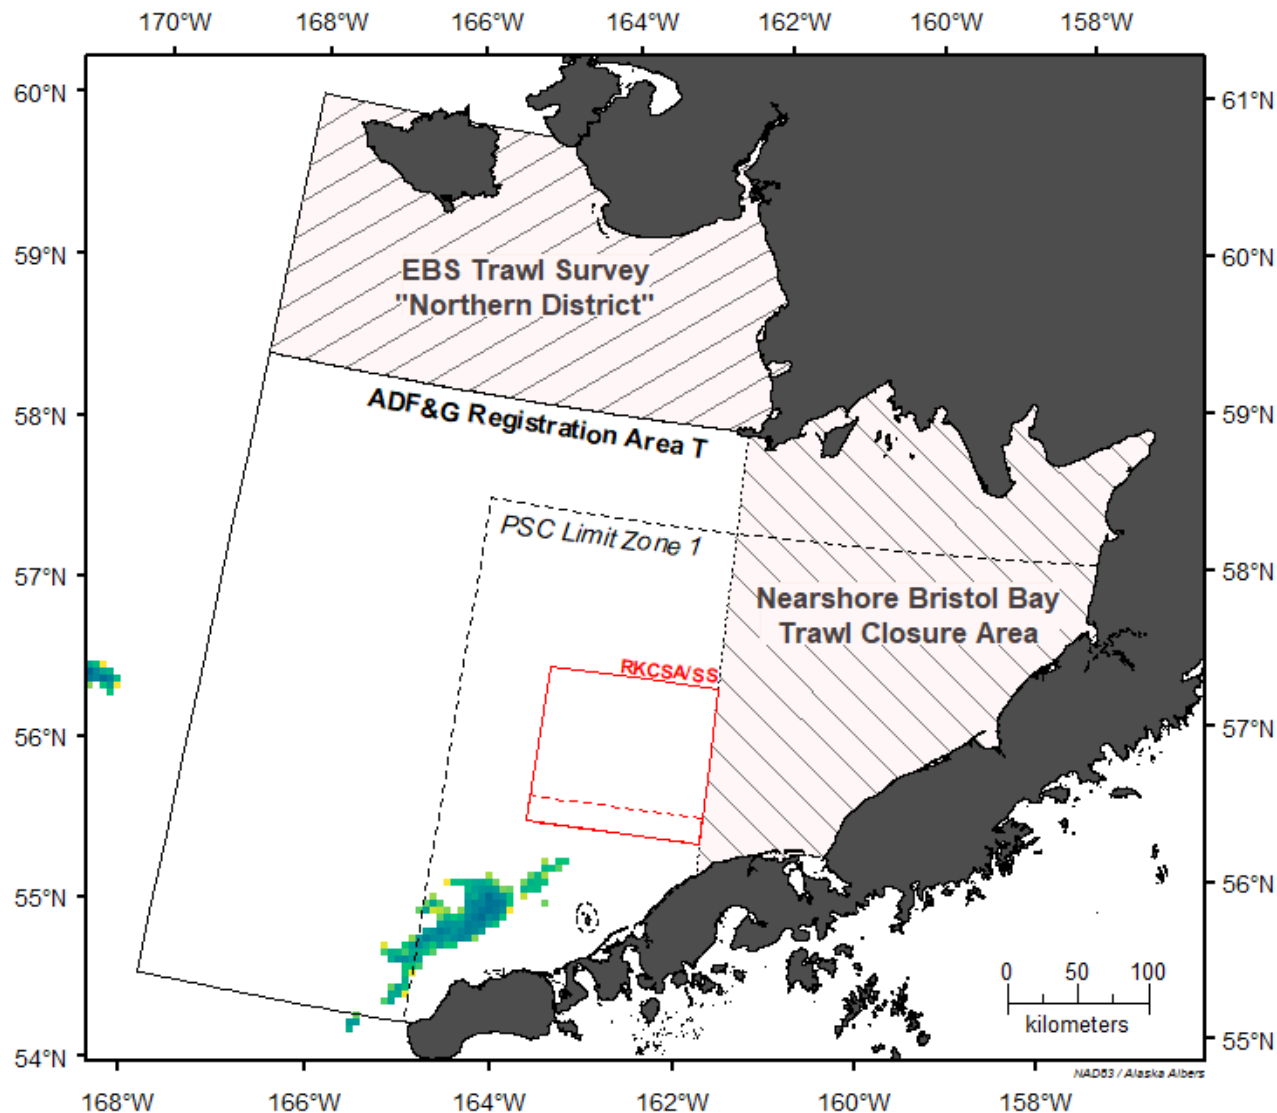 170°W 168°W 166°W 164°W 162°W 160°W 158°W
60°N
61°N
59°N
60°N
EBS Trawl Survey
"Northern District"
58°N
59°N
ADF&G Registration Area T
PSC Limit Zone 1
57°N
58°N
Nearshore Bristol Bay
Trawl Closure Area
RKCSA/SS
56°N
57°N
55°N
56°N
0 50 100
kilometers
54°N
55°N
NAD83 / Alaska Albers
168°W 166°W 164°W 162°W 160°W 158°W